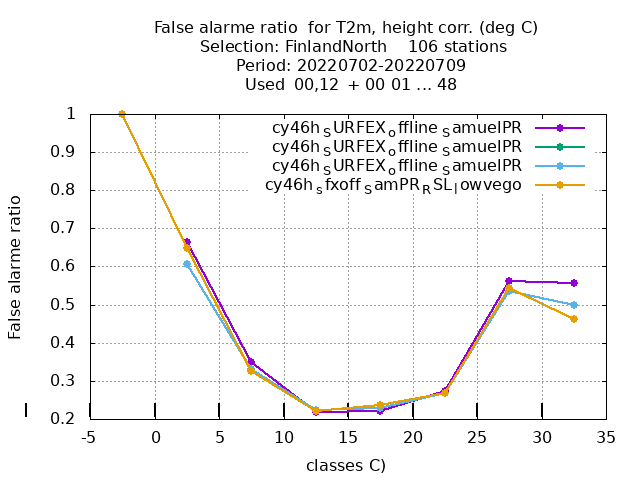 False alarme ratio for T2m, height corr. (deg C)
Selection: FinlandNorth 106 stations
Period: 20220702-20220709
Used 00,12 + 00 01 ... 48
cy46h_SURFEX_offline_SamuelPR
cy46h_SURFEX_offline_SamuelPR
cy46h_SURFEX_offline_SamuelPR
cy46h_sfxoff_SamPR_RSL_lowvego
False alarme ratio
1
0.9
0.8
0.7
0.6
0.5
0.4
0.3
0.2
-5 0 5 10 15 20 25 30 35
classes C)